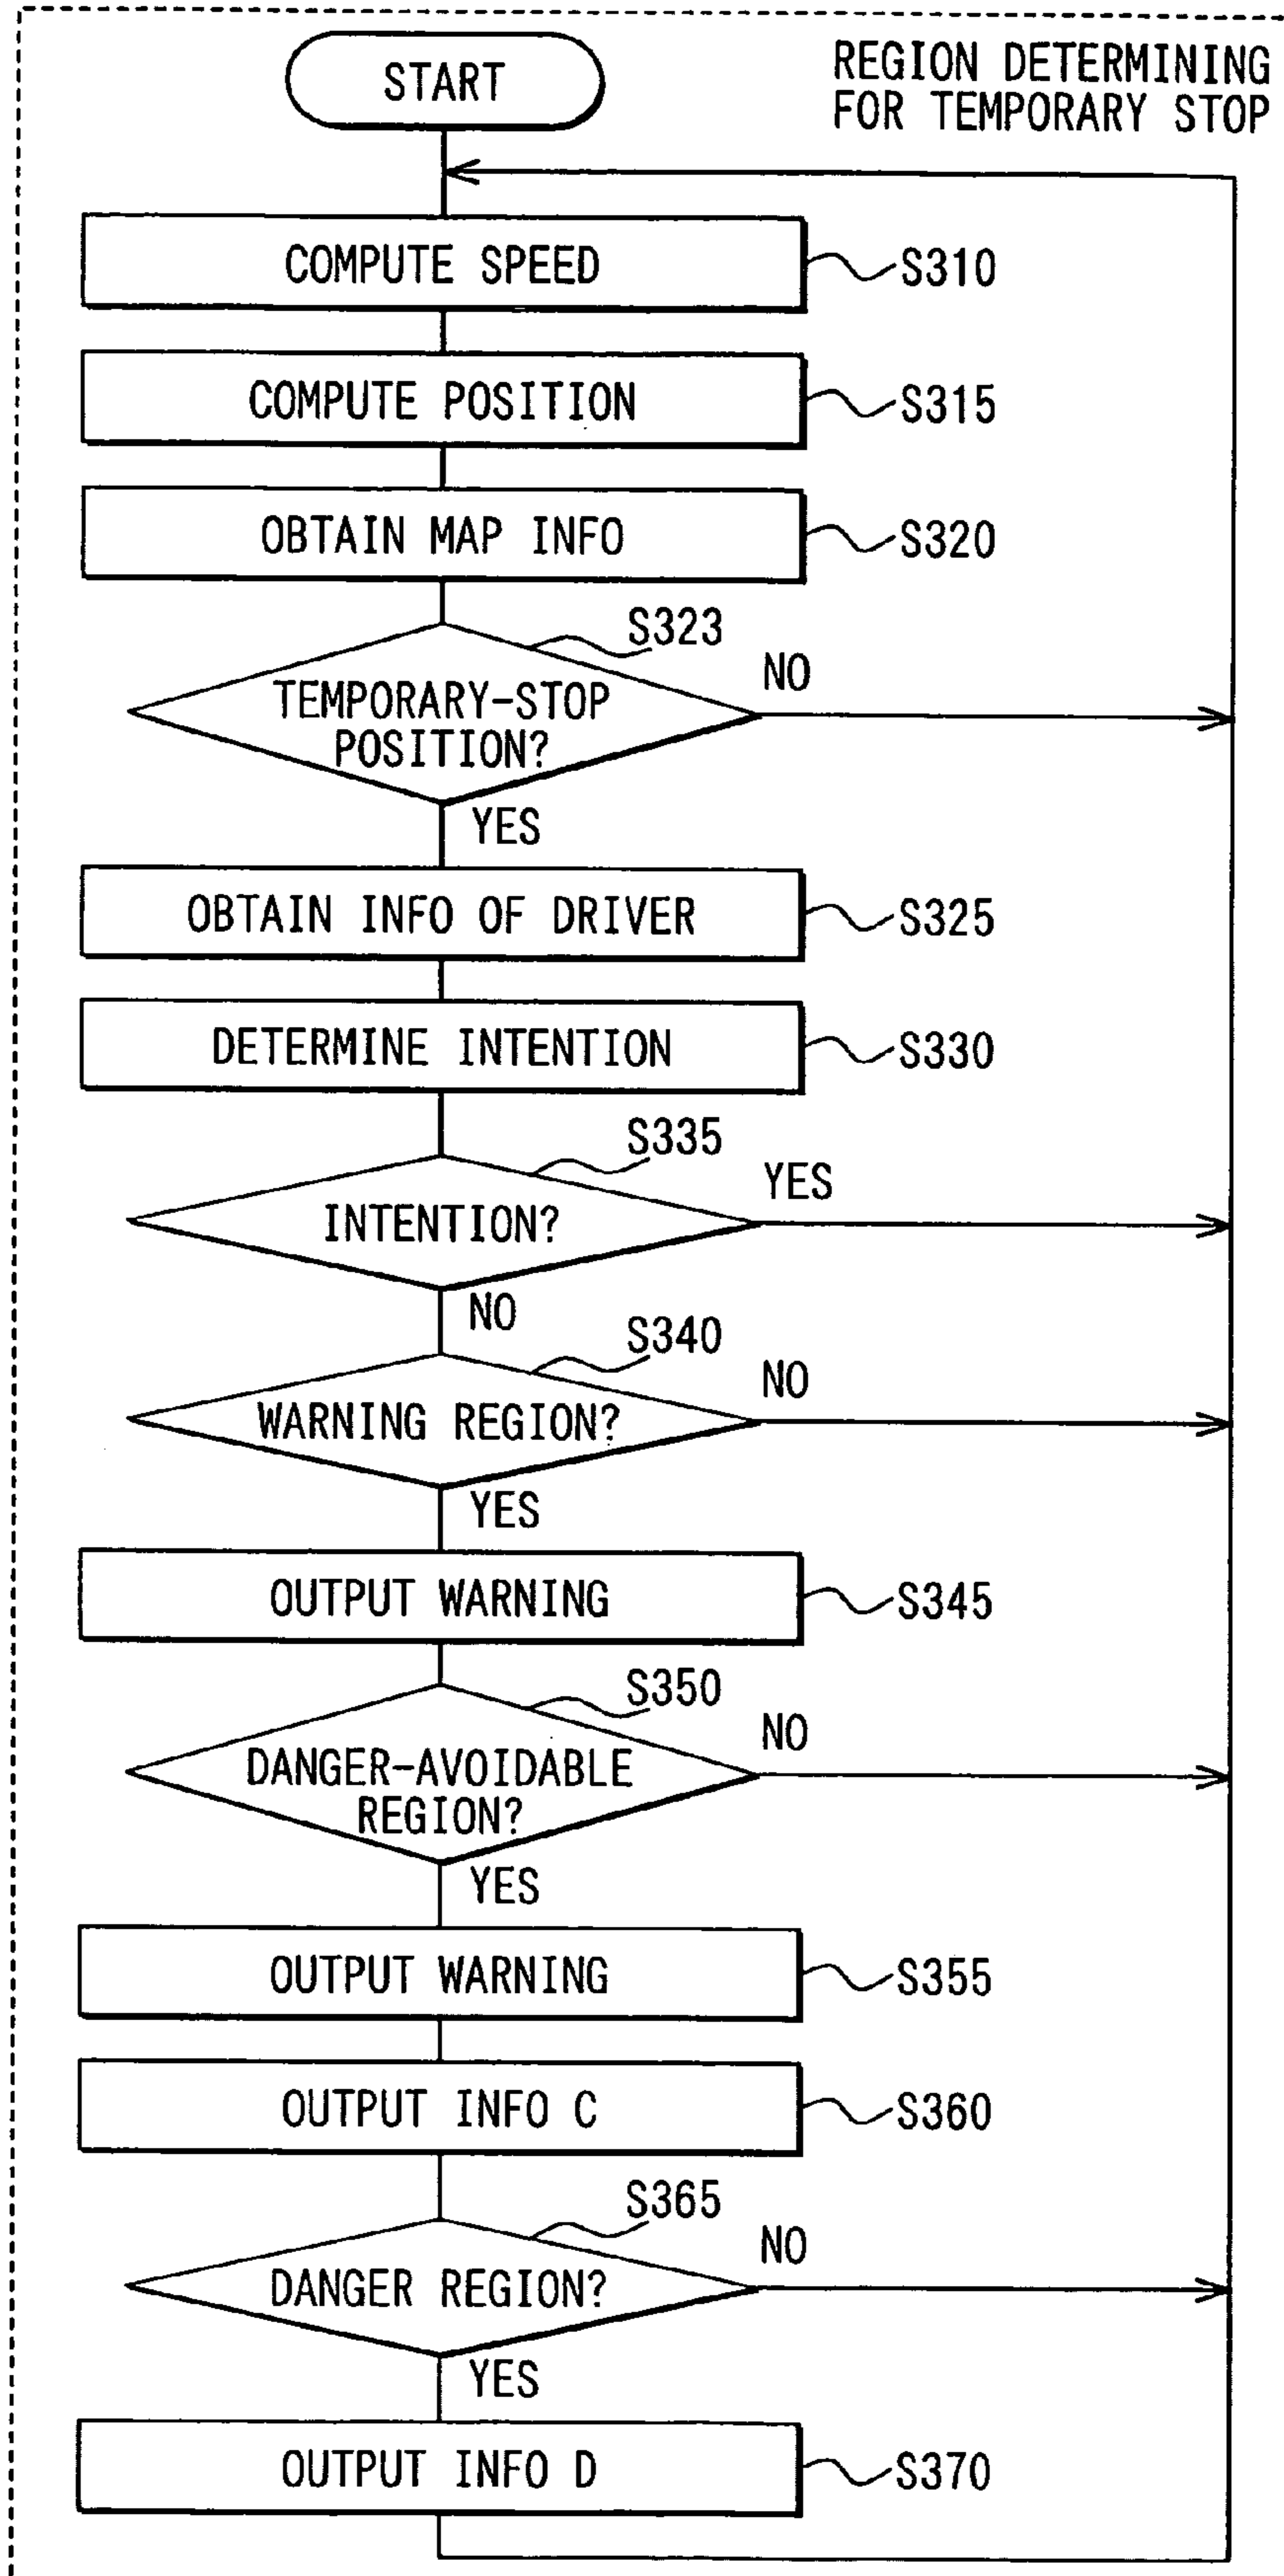 START
REGION DETERMINING
FOR TEMPORARY STOP
COMPUTE SPEED
S310
COMPUTE POSITION
S315
OBTAIN MAP INFO
S320
S323
TEMPORARY-STOP
POSITION?
NO
YES
OBTAIN INFO OF DRIVER
S325
DETERMINE INTENTION
S330
S335
INTENTION?
YES
NO
S340
WARNING REGION?
NO
YES
OUTPUT WARNING
S345
S350
DANGER-AVOIDABLE
REGION?
NO
YES
OUTPUT WARNING
S355
OUTPUT INFO C
S360
S365
DANGER REGION?
NO
YES
OUTPUT INFO D
S370